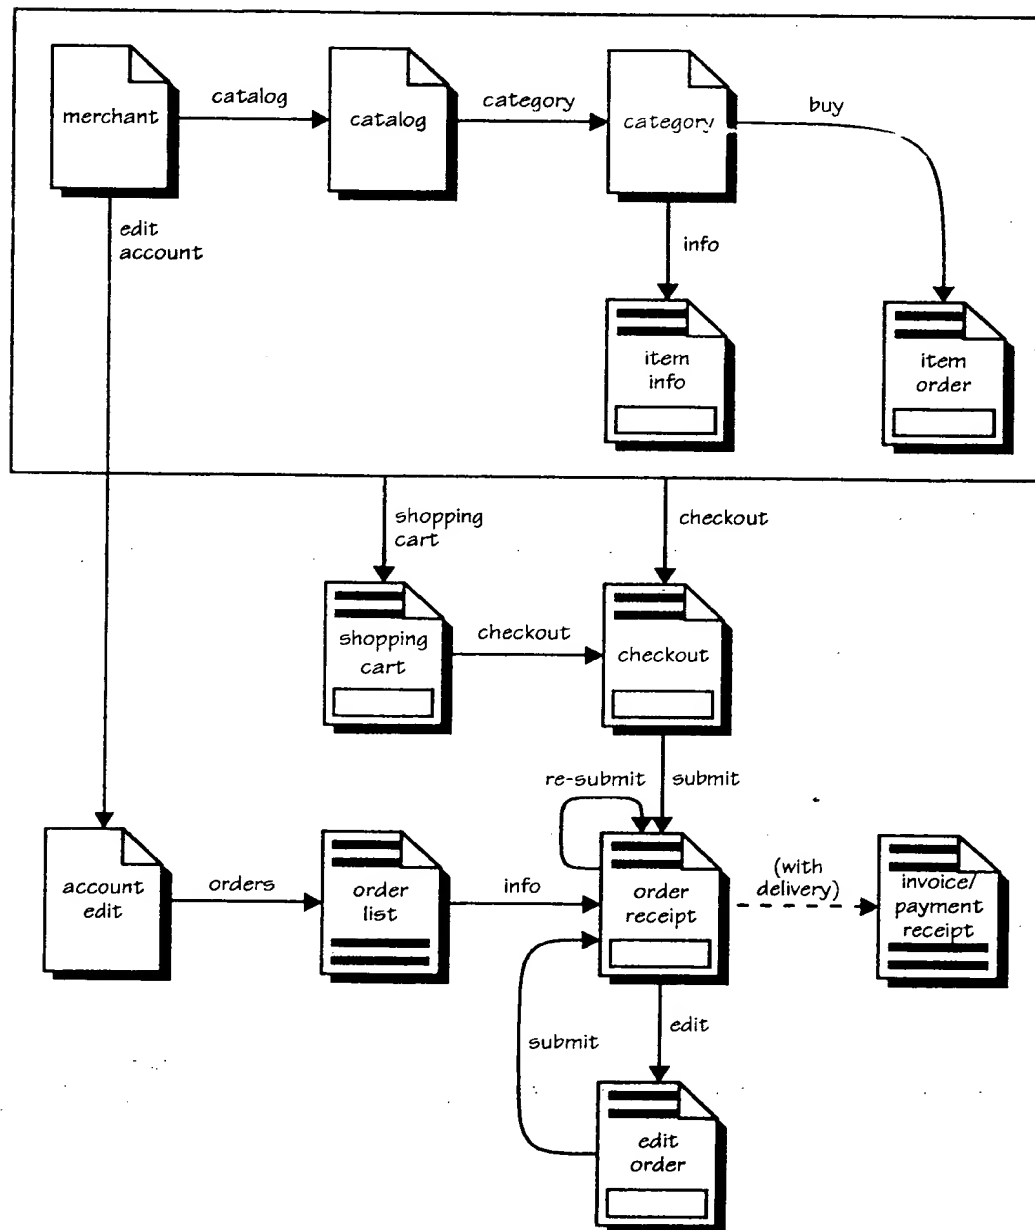 merchant
catalog
catalog
category
category
buy
edit
account
info
item
info
item
order
shopping
cart
checkout
shopping
cart
checkout
checkout
re-submit
submit
account
edit
orders
order
list
info
order
receipt
(with
delivery)
invoice/
payment
receipt
submit
edit
edit
order